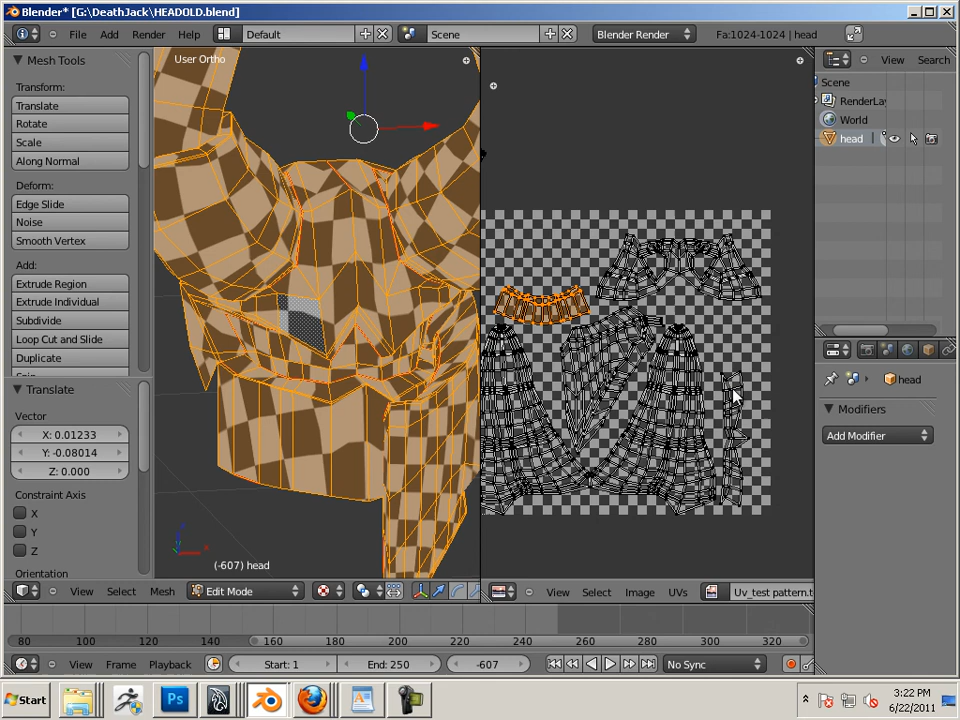 Blender* [G:\DeathJack\HEADOLD.blend]
File Add Render Help Default Scene Blender Render Fa:1024-1024 | head
Mesh Tools
Transform:
Translate
Rotate
Scale
Along Normal
Deform:
Edge Slide
Noise
Smooth Vertex
Add:
Extrude Region
Extrude Individual
Subdivide
Loop Cut and Slide
Duplicate
Translate
Vector
X: 0.01233
Y: -0.08014
Z: 0.000
Constraint Axis
X
Y
Z
Orientation
User Ortho
(-607) head
View Select Mesh Edit Mode
View Select Image UVs Uv_test pattern.t
View Search
Scene
RenderLay
World
head
head
Modifiers
Add Modifier
80 100 120 140 160 180 200 220 240 260 280 300 320
View Frame Playback Start: 1 End: 250 -607 No Sync
Start Ps 3:22 PM
6/22/2011